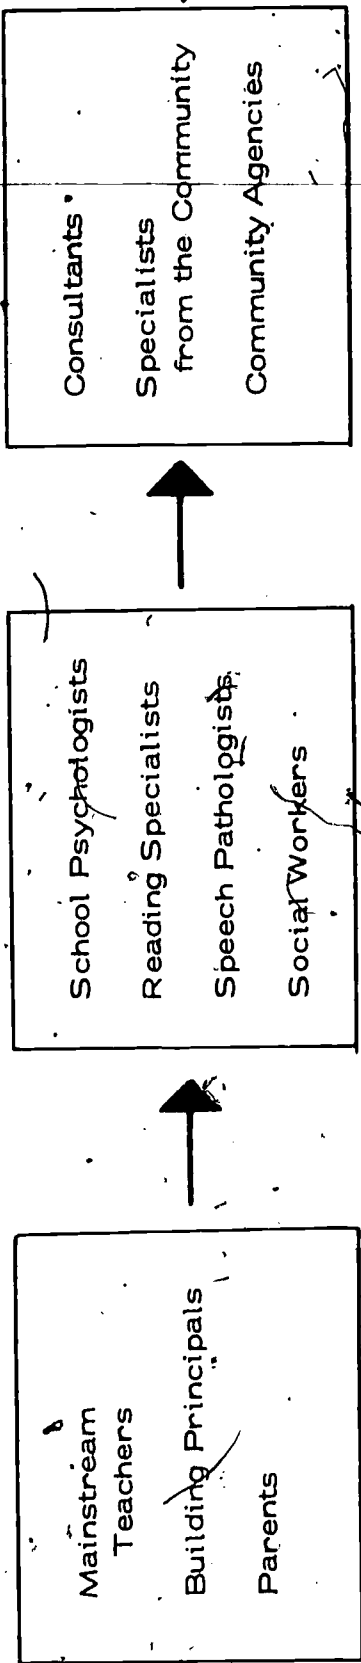 Mainstream
Teachers
Building Principals
Parents
School Psychologists
Reading Specialists
Speech Pathologists
Social Workers
Consultants
Specialists
from the Community
Community Agencies